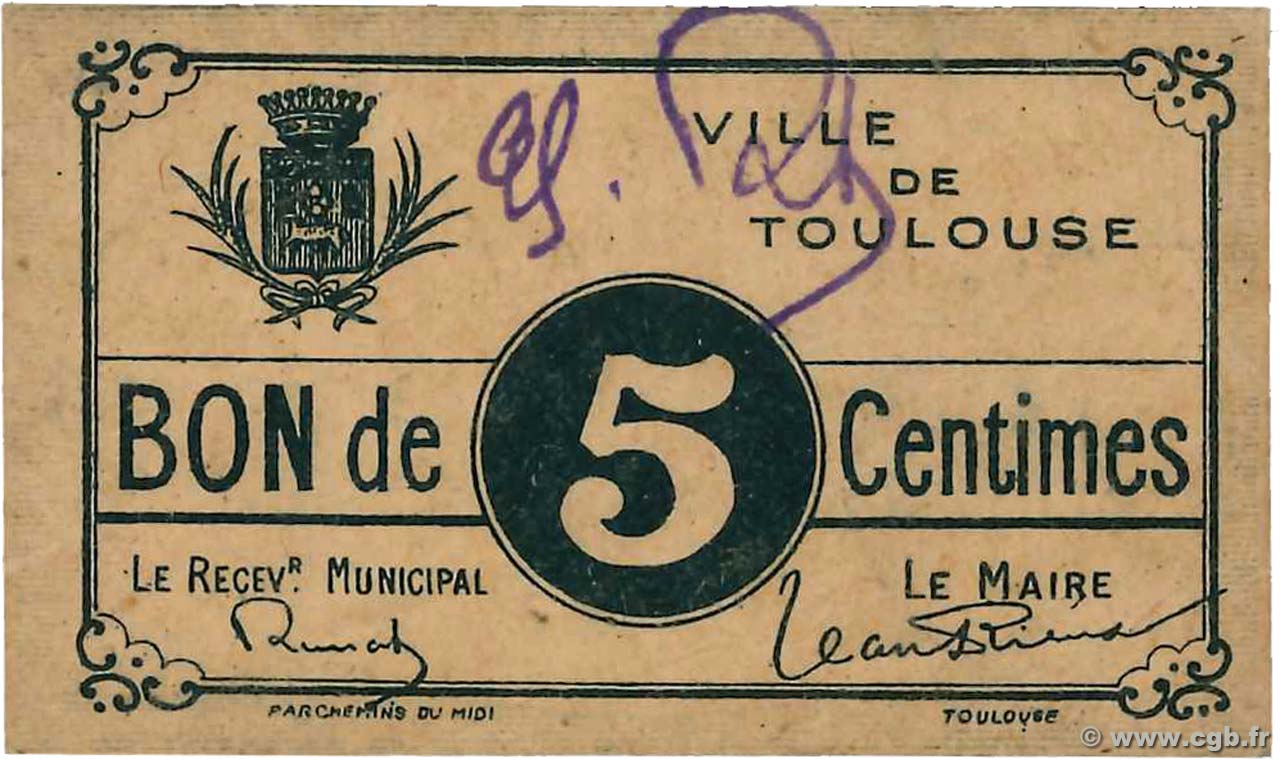 VILLE
DE
TOULOUSE
BON de 5 Centimes
LE RECEVR. MUNICIPAL
LE MAIRE
PARCHEMINS DU MIDI
TOULOUSE
© www.cgb.fr